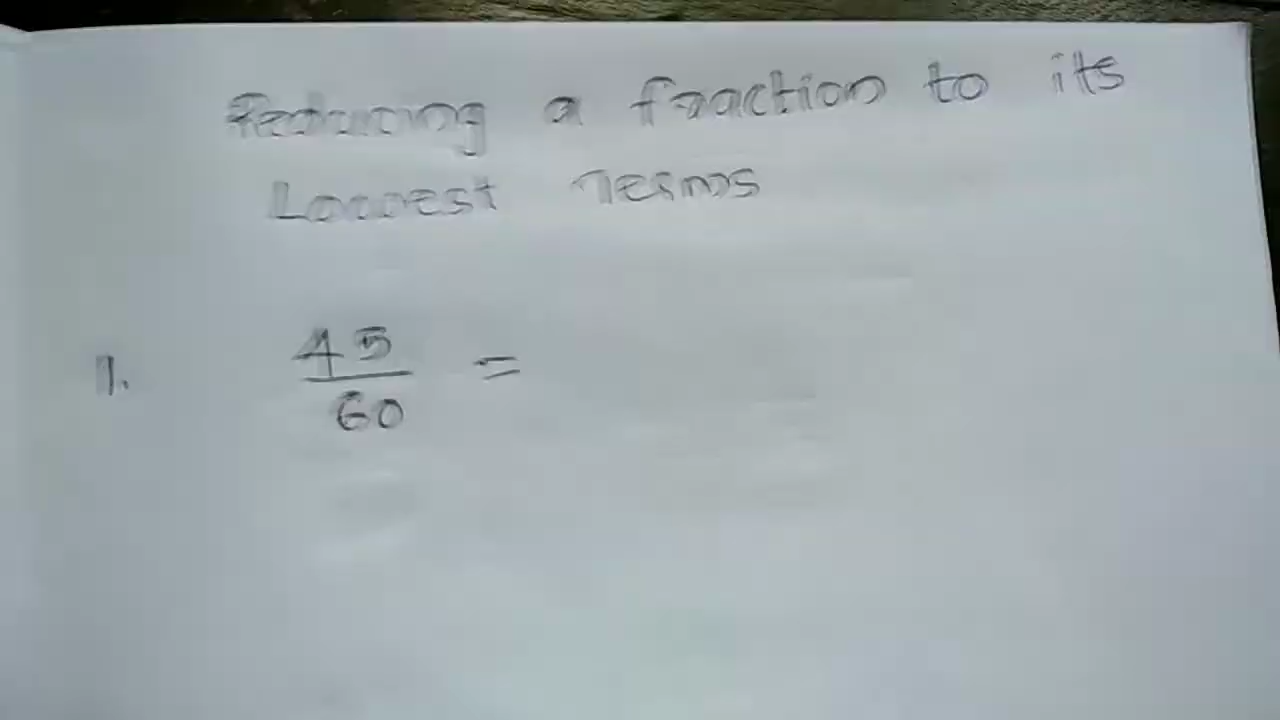 Reducing a fraction to its
Lowest Terms
1. 45/60 =